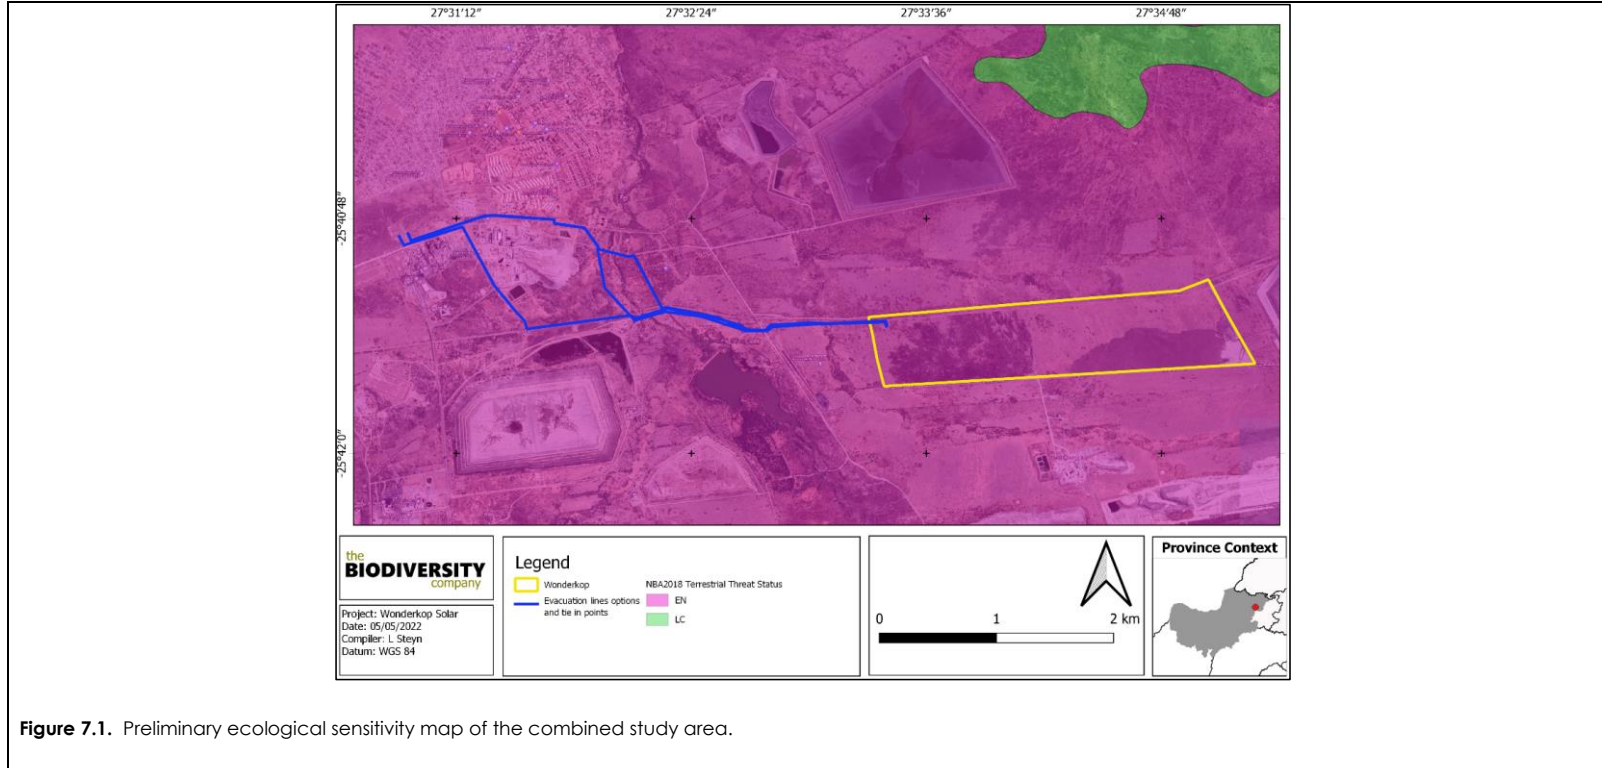 27°31′12″ 27°32′24″ 27°33′36″ 27°34′48″
-25°40′48″
-25°42′0″
the
BIODIVERSITY
company
Project: Wonderkop Solar
Date: 05/05/2022
Compiler: L Steyn
Datum: WGS 84
Legend
Wonderkop
Evacuation lines options
and tie in points
NBA2018 Terrestrial Threat Status
EN
LC
0 1 2 km
Province Context
Figure 7.1. Preliminary ecological sensitivity map of the combined study area.